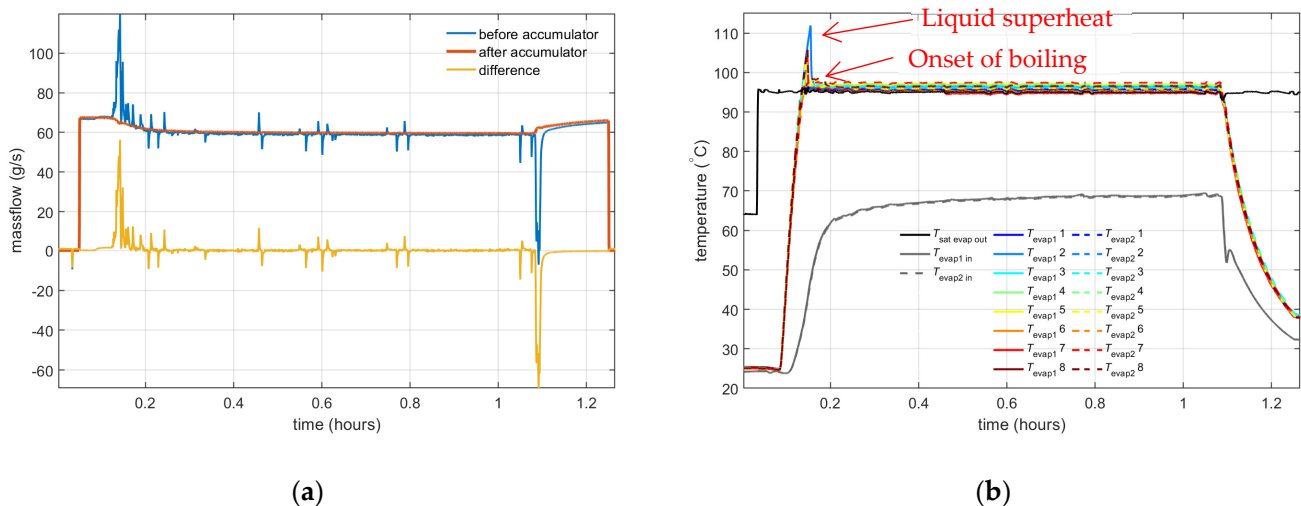 100
80
60
40
20
0
-20
-40
-60
massflow (g/s)
before accumulator
after accumulator
difference
0.2 0.4 0.6 0.8 1 1.2
time (hours)
(a)
110
100
90
80
70
60
50
40
30
20
temperature (°C)
Liquid superheat
Onset of boiling
T sat evap out
T evap1 in
T evap2 in
T evap1 1
T evap1 2
T evap1 3
T evap1 4
T evap1 5
T evap1 6
T evap1 7
T evap1 8
T evap2 1
T evap2 2
T evap2 3
T evap2 4
T evap2 5
T evap2 6
T evap2 7
T evap2 8
0.2 0.4 0.6 0.8 1 1.2
time (hours)
(b)